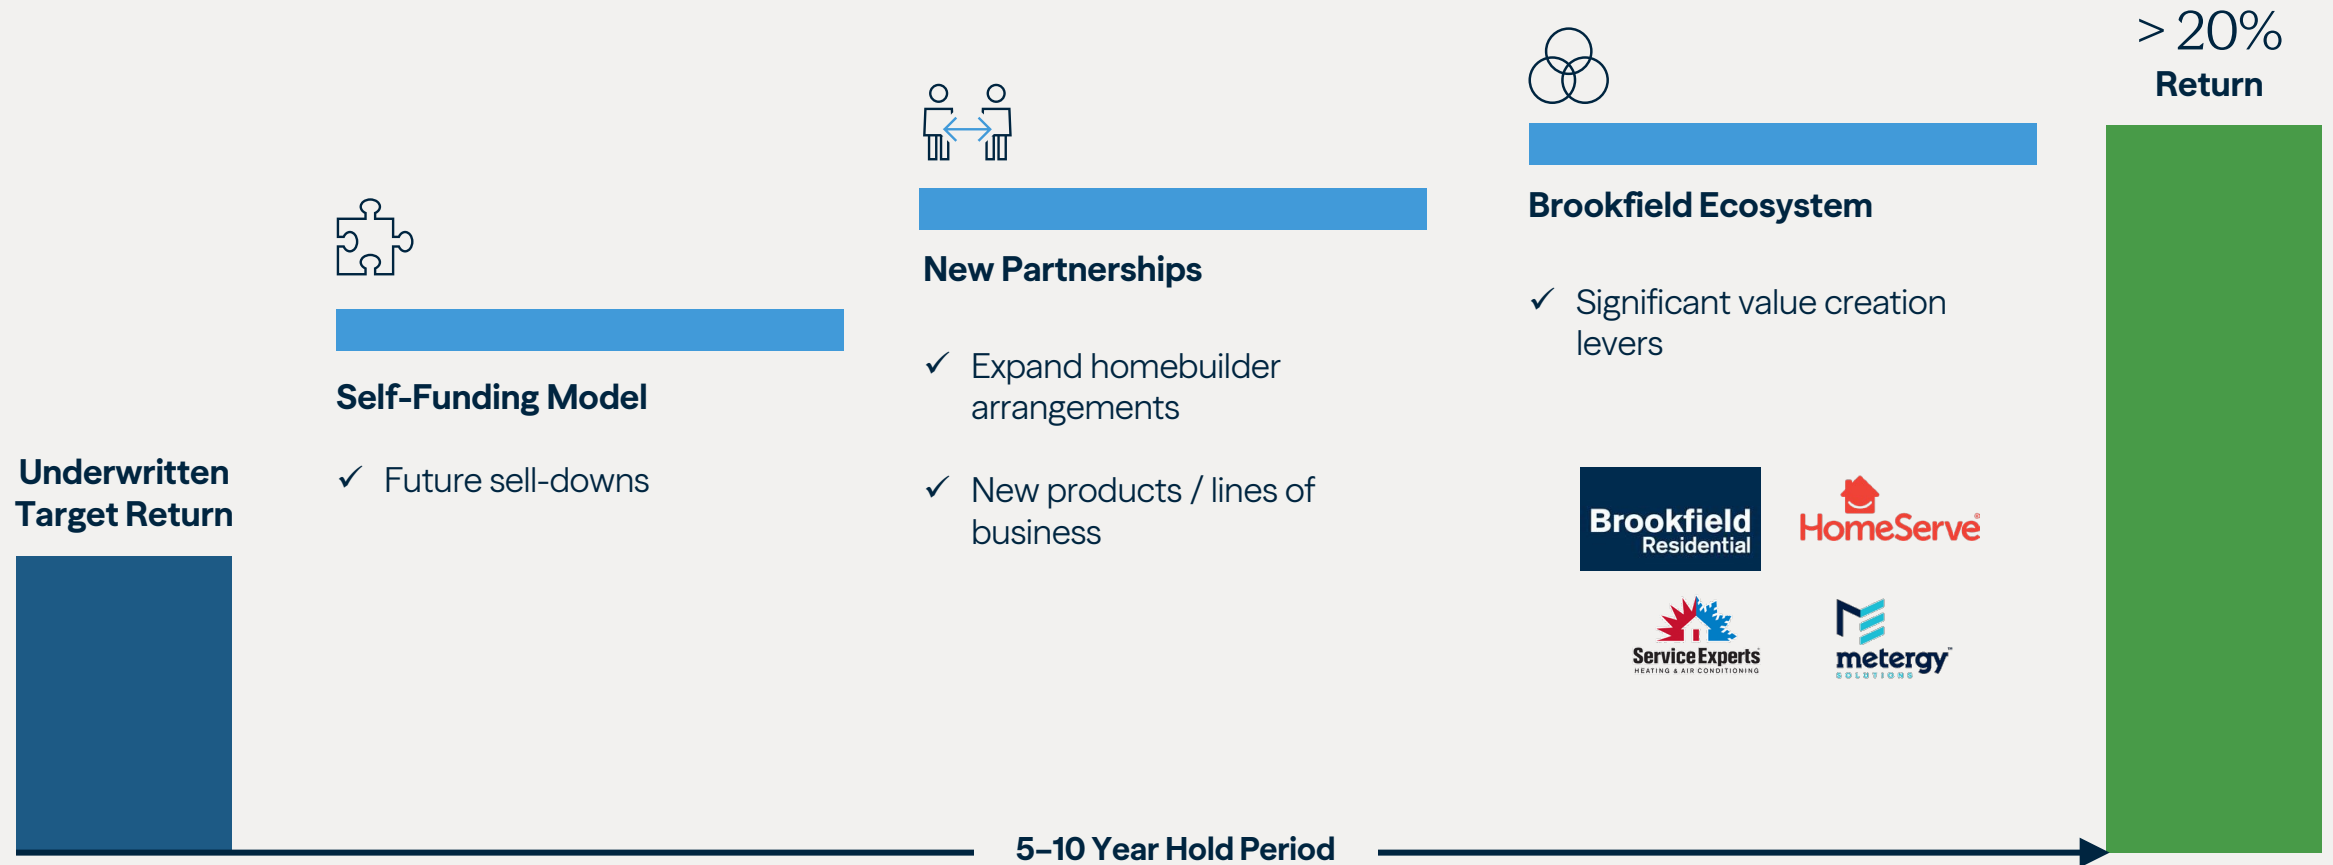 > 20%
Return
Brookfield Ecosystem
✓ Significant value creation
levers
Brookfield
Residential
HomeServe®
Service Experts
HEATING & AIR CONDITIONING
metergy™
SOLUTIONS
New Partnerships
✓ Expand homebuilder
arrangements
✓ New products / lines of
business
Self-Funding Model
✓ Future sell-downs
Underwritten
Target Return
5–10 Year Hold Period